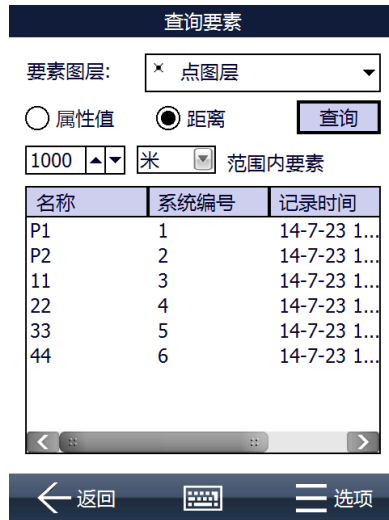 查询要素
要素图层: 点图层
属性值 距离 查询
1000 米 范围内要素
名称 系统编号 记录时间
P1 1 14-7-23 1...
P2 2 14-7-23 1...
11 3 14-7-23 1...
22 4 14-7-23 1...
33 5 14-7-23 1...
44 6 14-7-23 1...
返回 选项